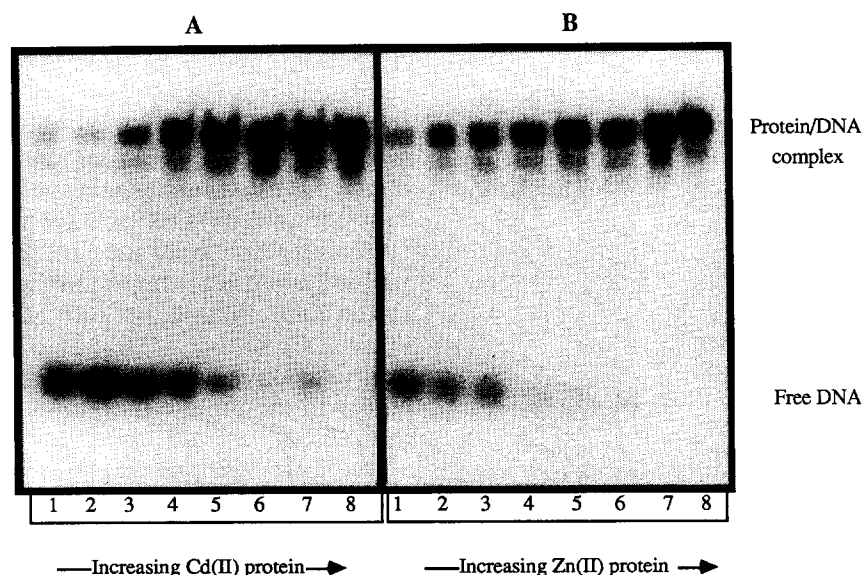 A
B
Protein/DNA
complex
Free DNA
1 2 3 4 5 6 7 8
1 2 3 4 5 6 7 8
Increasing Cd(II) protein
Increasing Zn(II) protein